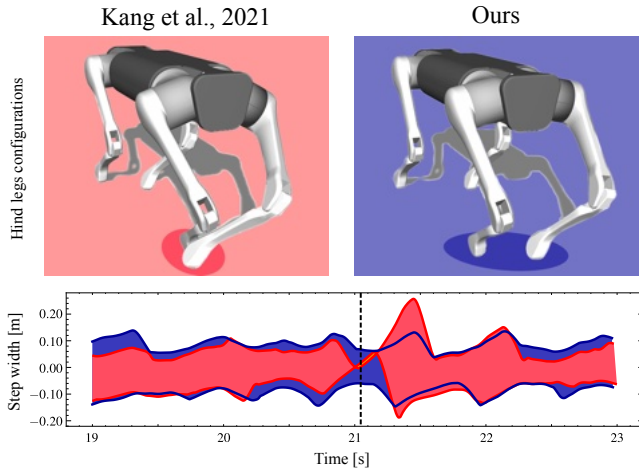 Kang et al., 2021
Ours
Hind legs configurations
Step width [m]
0.20
0.10
0.00
−0.10
−0.20
19
20
21
22
23
Time [s]